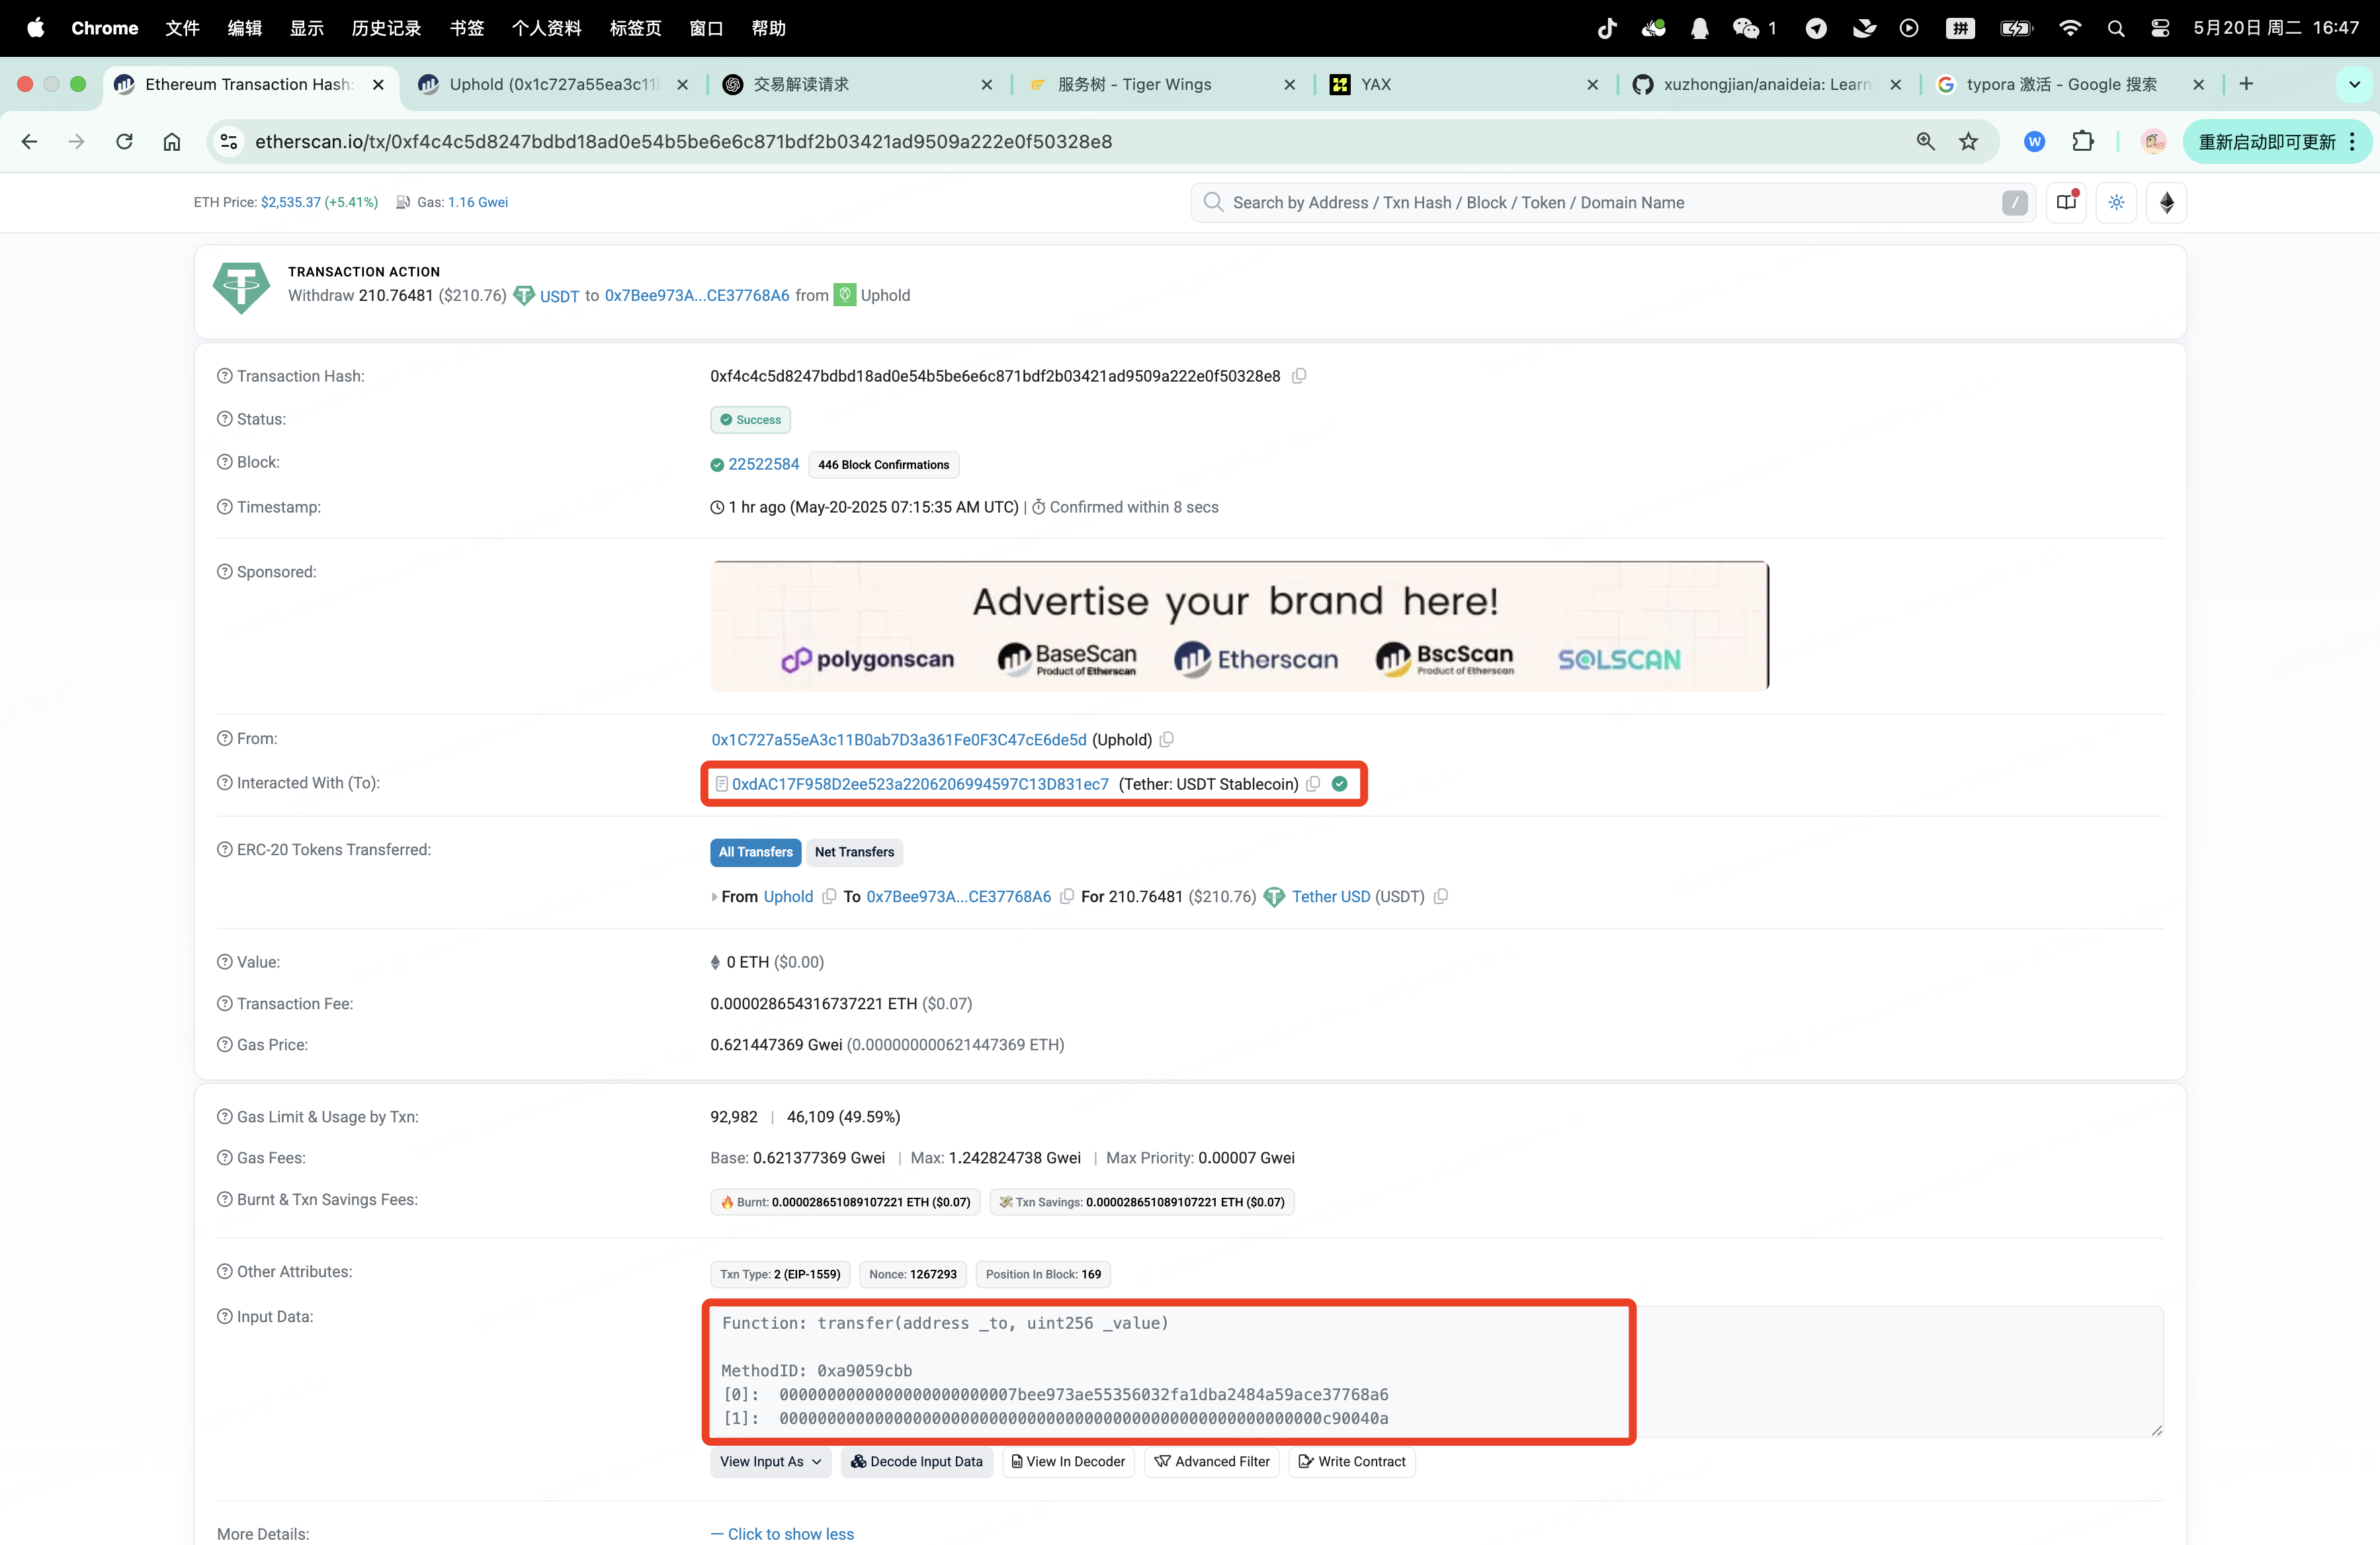 Chrome 文件 编辑 显示 历史记录 书签 个人资料 标签页 窗口 帮助 1 拼 5月20日 周二 16:47
Ethereum Transaction Hash: Uphold (0x1c727a55ea3c11 交易解读请求 服务树 - Tiger Wings YAX xuzhongjian/anaideia: Learn typora 激活 - Google 搜索
etherscan.io/tx/0xf4c4c5d8247bdbd18ad0e54b5be6e6c871bdf2b03421ad9509a222e0f50328e8 W 重新启动即可更新
ETH Price: $2,535.37 (+5.41%) Gas: 1.16 Gwei Search by Address / Txn Hash / Block / Token / Domain Name /
TRANSACTION ACTION
Withdraw 210.76481 ($210.76) USDT to 0x7Bee973A...CE37768A6 from Uphold
Transaction Hash: 0xf4c4c5d8247bdbd18ad0e54b5be6e6c871bdf2b03421ad9509a222e0f50328e8
Status: Success
Block: 22522584 446 Block Confirmations
Timestamp: 1 hr ago (May-20-2025 07:15:35 AM UTC) | Confirmed within 8 secs
Sponsored:
Advertise your brand here!
polygonscan BaseScan Product of Etherscan Etherscan BscScan Product of Etherscan SOLSCAN
From: 0x1C727a55eA3c11B0ab7D3a361Fe0F3C47cE6de5d (Uphold)
Interacted With (To): 0xdAC17F958D2ee523a2206206994597C13D831ec7 (Tether: USDT Stablecoin)
ERC-20 Tokens Transferred: All Transfers Net Transfers
From Uphold To 0x7Bee973A...CE37768A6 For 210.76481 ($210.76) Tether USD (USDT)
Value: 0 ETH ($0.00)
Transaction Fee: 0.000028654316737221 ETH ($0.07)
Gas Price: 0.621447369 Gwei (0.000000000621447369 ETH)
Gas Limit & Usage by Txn: 92,982 | 46,109 (49.59%)
Gas Fees: Base: 0.621377369 Gwei | Max: 1.242824738 Gwei | Max Priority: 0.00007 Gwei
Burnt & Txn Savings Fees: Burnt: 0.000028651089107221 ETH ($0.07) Txn Savings: 0.000028651089107221 ETH ($0.07)
Other Attributes: Txn Type: 2 (EIP-1559) Nonce: 1267293 Position In Block: 169
Input Data: Function: transfer(address _to, uint256 _value)
MethodID: 0xa9059cbb
[0]: 0000000000000000000000007bee973ae55356032fa1dba2484a59ace37768a6
[1]: 000000000000000000000000000000000000000000000000000000000c90040a
View Input As Decode Input Data View In Decoder Advanced Filter Write Contract
More Details: — Click to show less